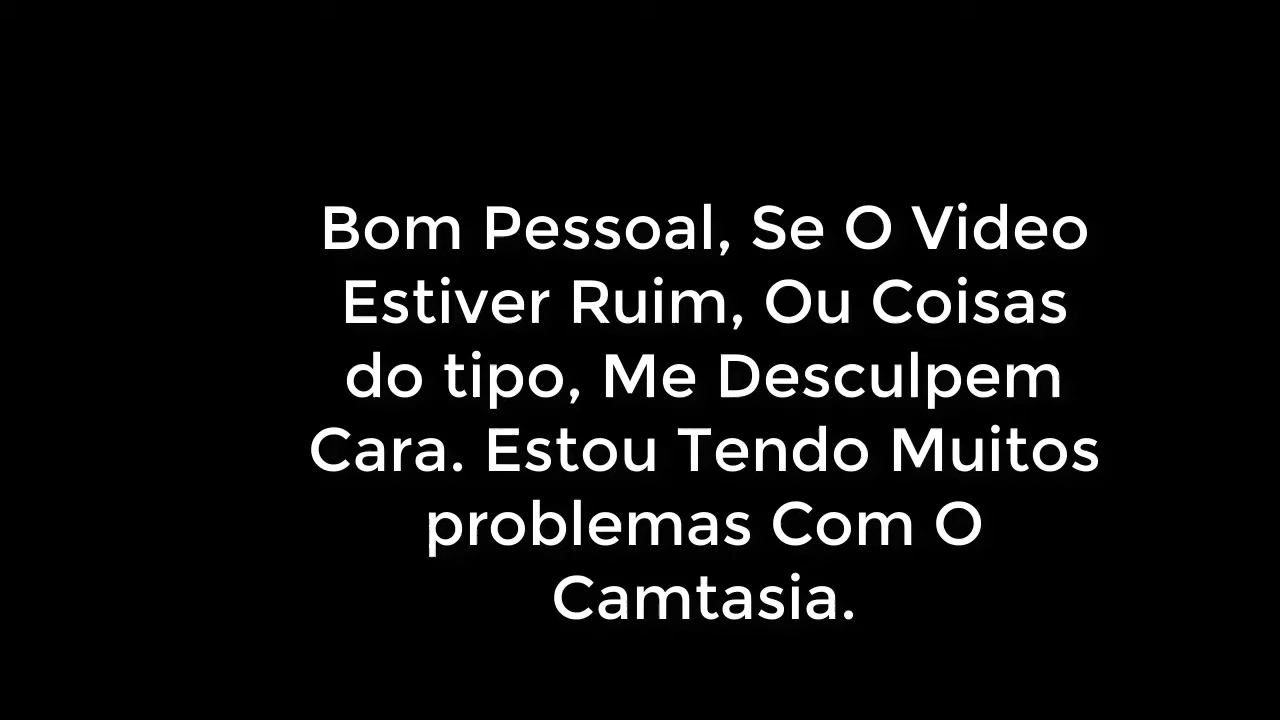 Bom Pessoal, Se O Video
Estiver Ruim, Ou Coisas
do tipo, Me Desculpem
Cara. Estou Tendo Muitos
problemas Com O
Camtasia.